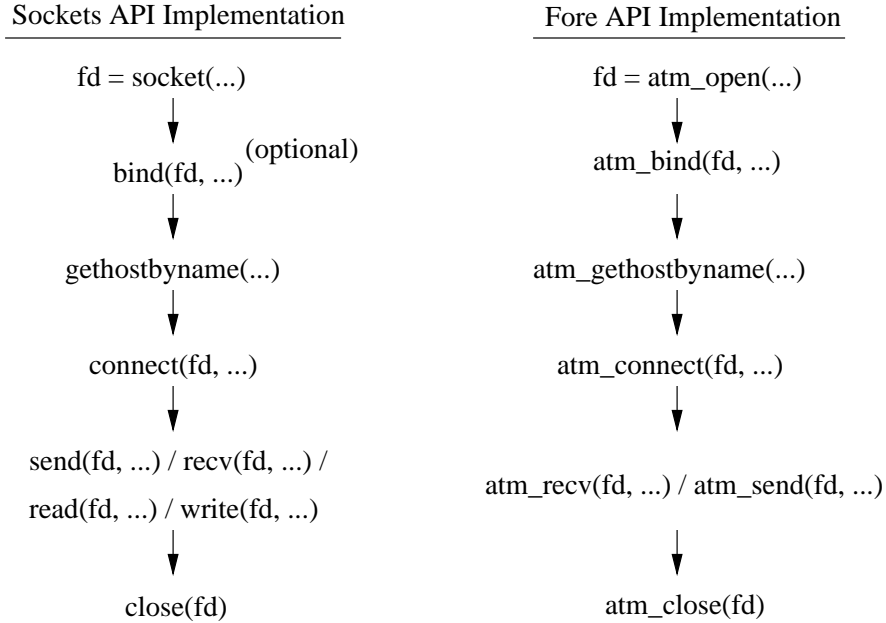 Sockets API Implementation
fd = socket(...)
(optional)
bind(fd, ...)
gethostbyname(...)
connect(fd, ...)
send(fd, ...) / recv(fd, ...) /
read(fd, ...) / write(fd, ...)
close(fd)
Fore API Implementation
fd = atm_open(...)
atm_bind(fd, ...)
atm_gethostbyname(...)
atm_connect(fd, ...)
atm_recv(fd, ...) / atm_send(fd, ...)
atm_close(fd)